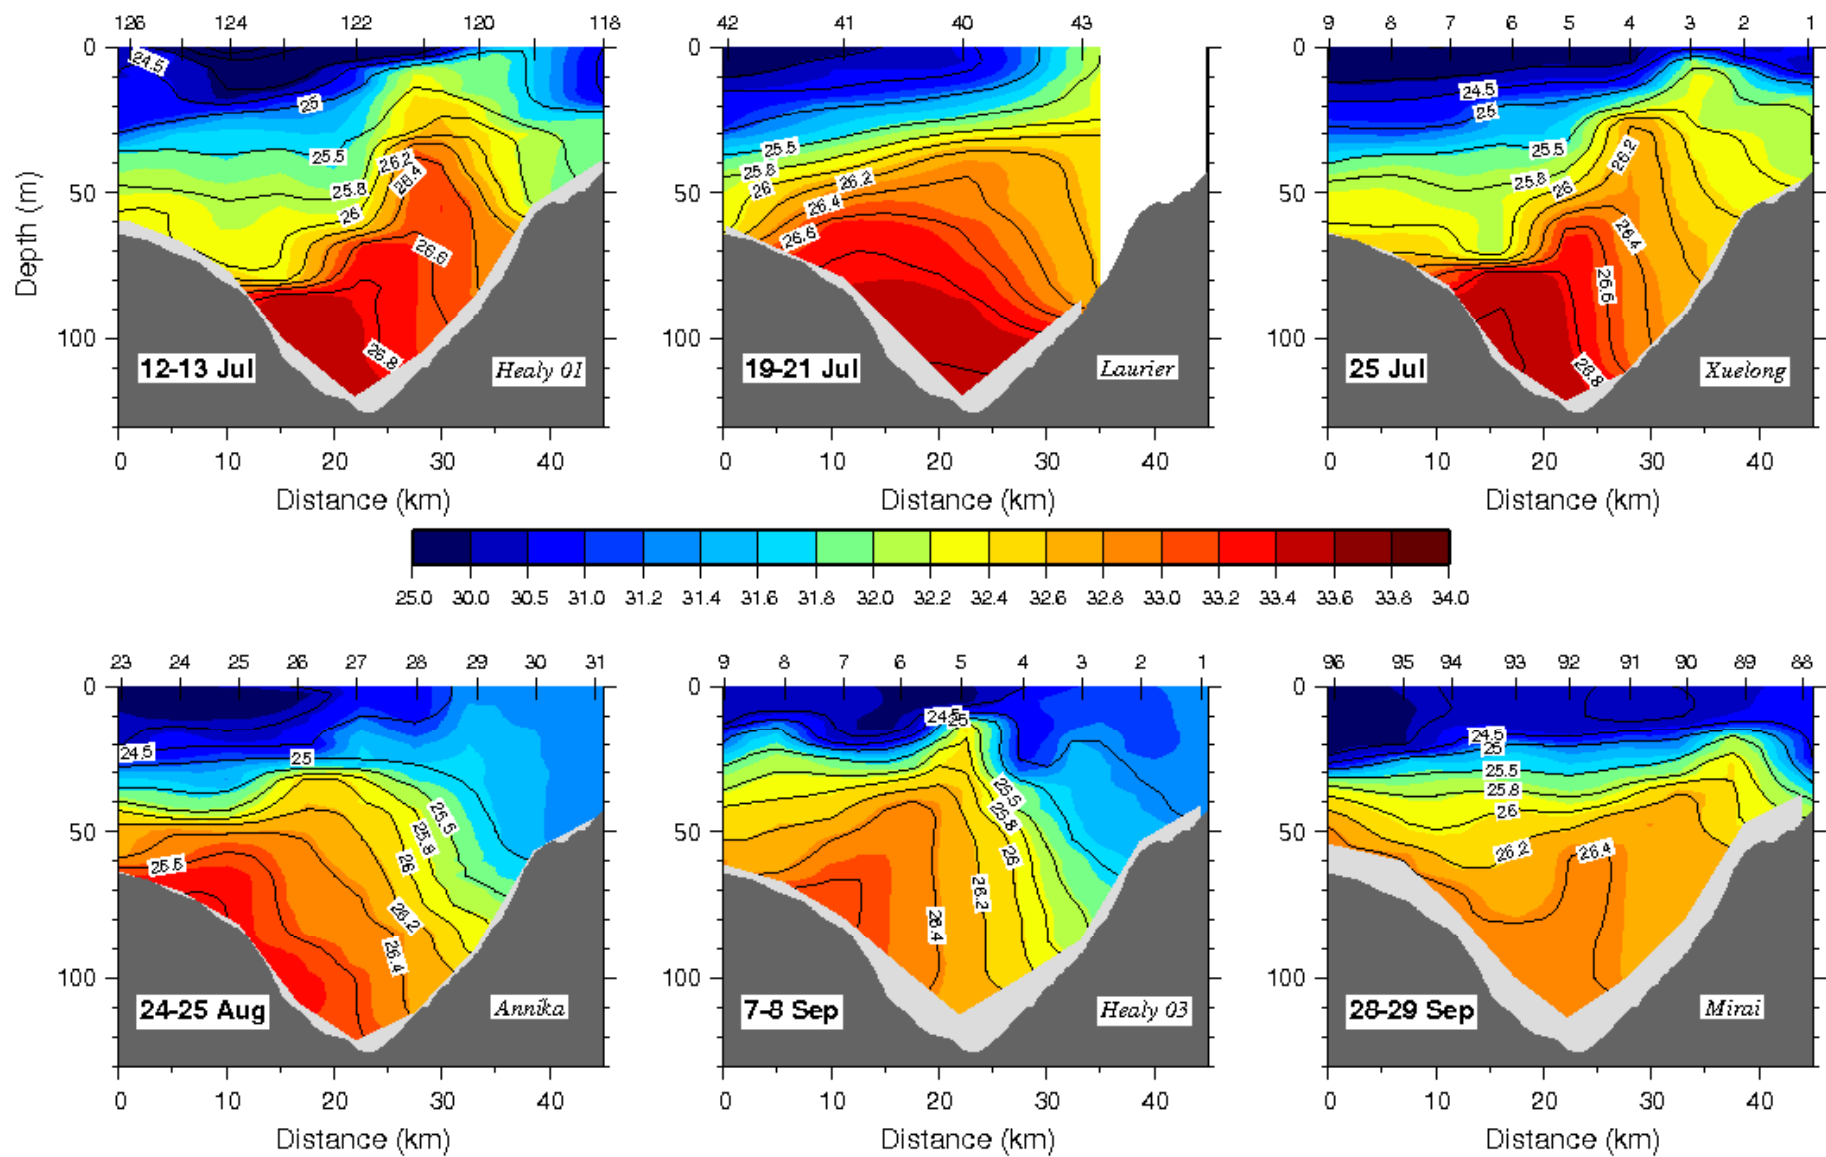 126 124 122 120 118
42 41 40 43
9 8 7 6 5 4 3 2 1
0
50
100
Depth (m)
24.5
25
25.5
25.8
26
26.2
26.4
26.6
26.8
12-13 Jul
Healy 01
0 10 20 30 40
Distance (km)
25.5
25.8
26
26.2
26.4
26.6
0
50
100
19-21 Jul
Laurier
0 10 20 30 40
Distance (km)
24.5
25
25.5
25.8
26
26.2
26.4
26.6
26.8
0
50
100
25 Jul
Xuelong
0 10 20 30 40
Distance (km)
25.0 30.0 30.5 31.0 31.2 31.4 31.6 31.8 32.0 32.2 32.4 32.6 32.8 33.0 33.2 33.4 33.6 33.8 34.0
23 24 25 26 27 28 29 30 31
9 8 7 6 5 4 3 2 1
96 95 94 93 92 91 90 89 88
0
50
100
24.5
25
25.5
25.8
26
26.2
26.4
26.5
24-25 Aug
Annika
0 10 20 30 40
Distance (km)
0
50
100
24.5
25
25.5
25.8
26
26.2
26.4
7-8 Sep
Healy 03
0 10 20 30 40
Distance (km)
0
50
100
24.5
25
25.5
25.8
26
26.2
26.4
28-29 Sep
Mirai
0 10 20 30 40
Distance (km)